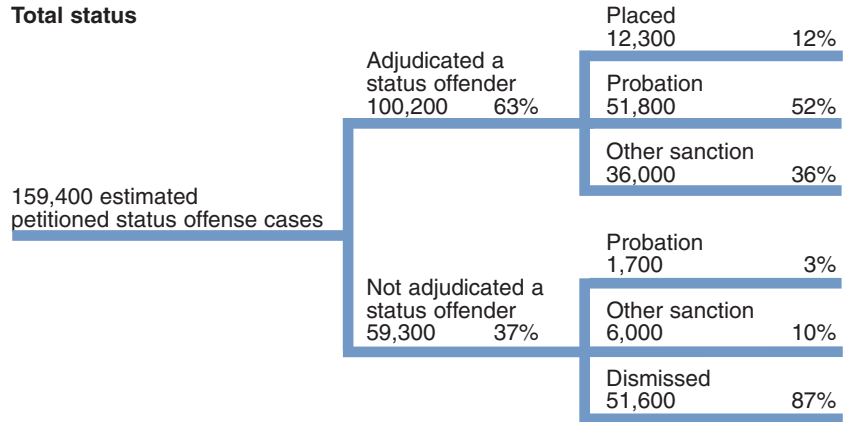 Total status
159,400 estimated
petitioned status offense cases
Adjudicated a
status offender
100,200 63%
Placed
12,300 12%
Probation
51,800 52%
Other sanction
36,000 36%
Not adjudicated a
status offender
59,300 37%
Probation
1,700 3%
Other sanction
6,000 10%
Dismissed
51,600 87%